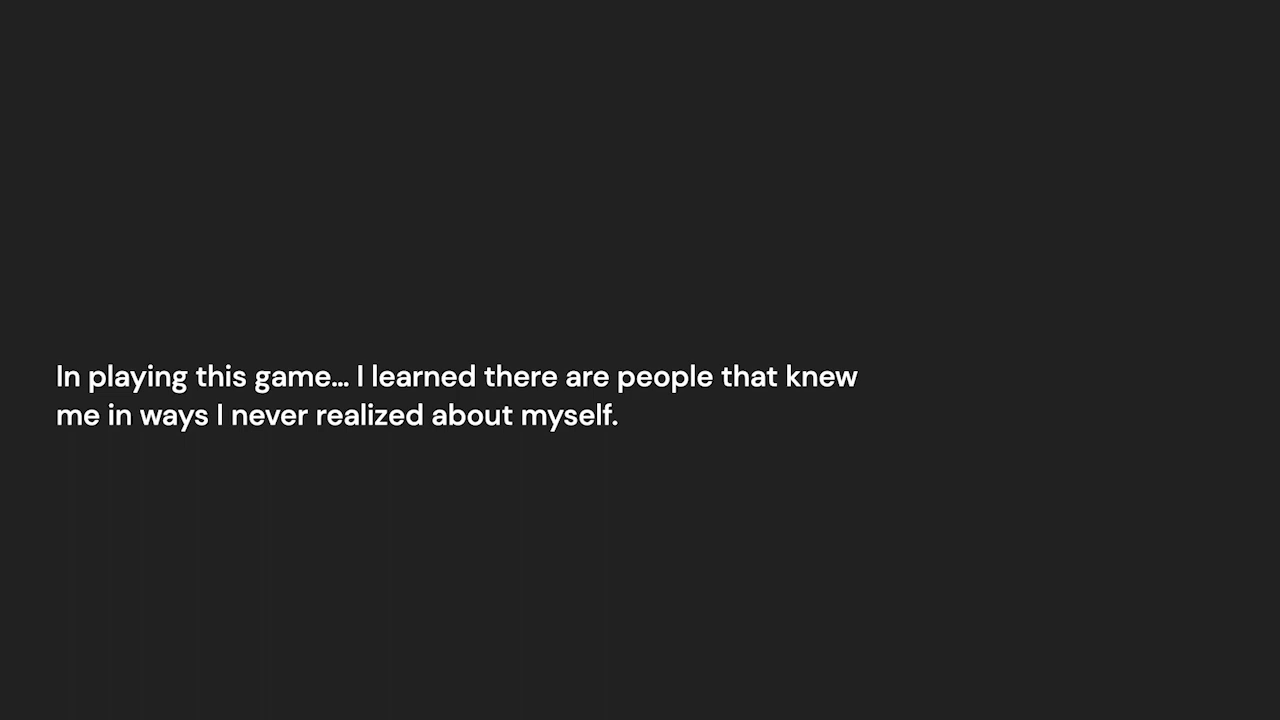 In playing this game... I learned there are people that knew
me in ways I never realized about myself.